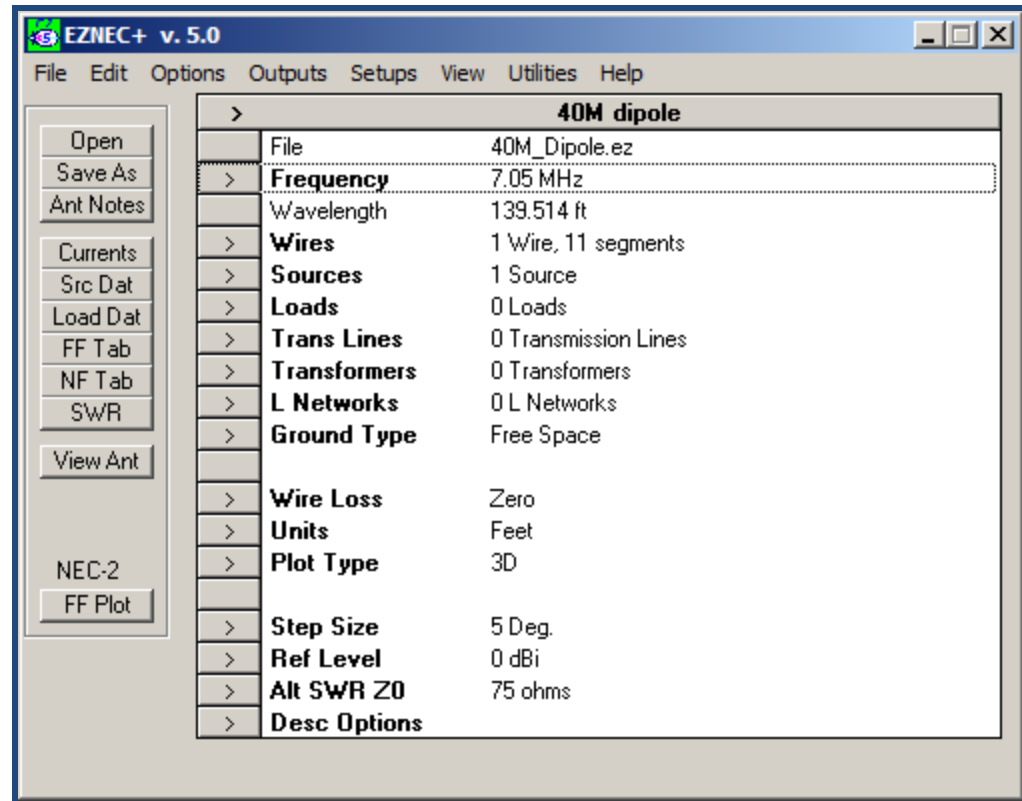 EZNEC+ v. 5.0
File Edit Options Outputs Setups View Utilities Help
Open
Save As
Ant Notes
Currents
Src Dat
Load Dat
FF Tab
NF Tab
SWR
View Ant
NEC-2
FF Plot
> 40M dipole
File 40M_Dipole.ez
> Frequency 7.05 MHz
Wavelength 139.514 ft
> Wires 1 Wire, 11 segments
> Sources 1 Source
> Loads 0 Loads
> Trans Lines 0 Transmission Lines
> Transformers 0 Transformers
> L Networks 0 L Networks
> Ground Type Free Space
> Wire Loss Zero
> Units Feet
> Plot Type 3D
> Step Size 5 Deg.
> Ref Level 0 dBi
> Alt SWR Z0 75 ohms
> Desc Options